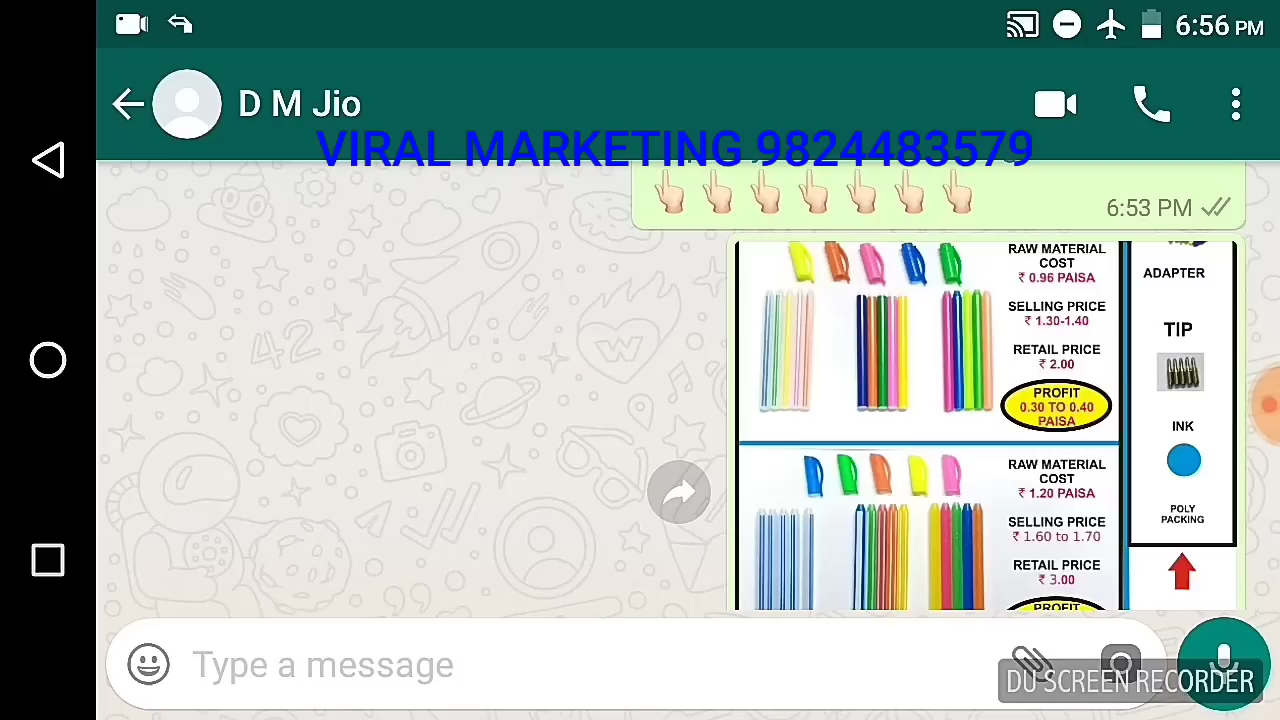 6:56 PM
D M Jio
VIRAL MARKETING 9824483579
6:53 PM
RAW MATERIAL
COST
₹ 0.96 PAISA
SELLING PRICE
₹ 1.30-1.40
RETAIL PRICE
₹ 2.00
PROFIT
0.30 TO 0.40
PAISA
RAW MATERIAL
COST
₹ 1.20 PAISA
SELLING PRICE
₹ 1.60 to 1.70
RETAIL PRICE
₹ 3.00
PROFIT
ADAPTER
TIP
INK
POLY
PACKING
Type a message
DU SCREEN RECORDER